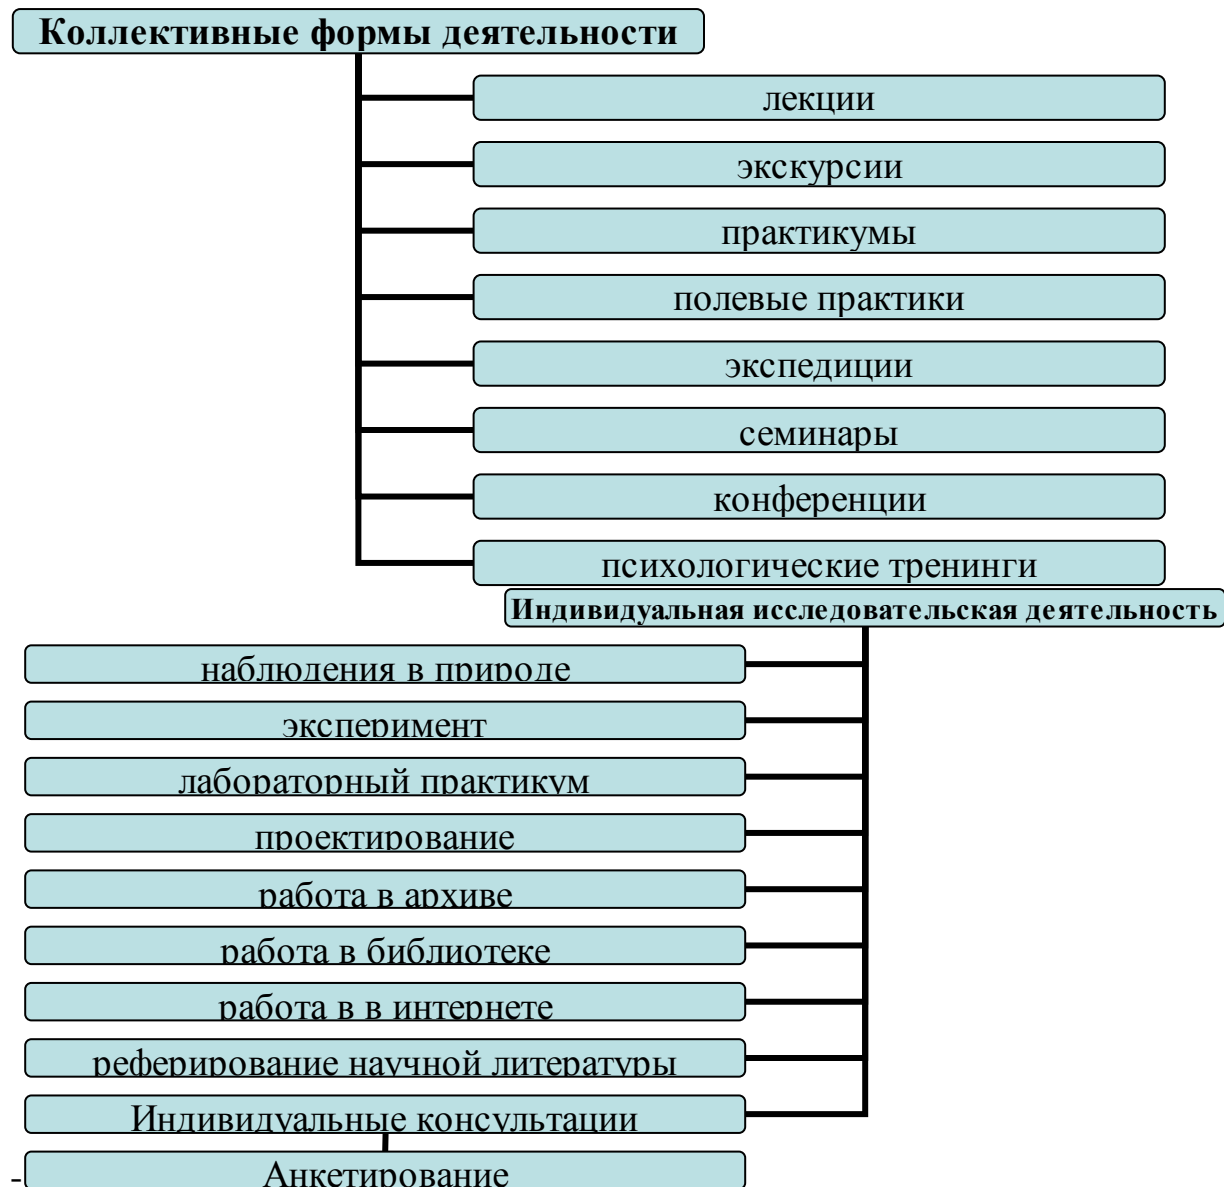 Коллективные формы деятельности
лекции
экскурсии
практикумы
полевые практики
экспедиции
семинары
конференции
психологические тренинги
Индивидуальная исследовательская деятельность
наблюдения в природе
эксперимент
лабораторный практикум
проектирование
работа в архиве
работа в библиотеке
работа в в интернете
реферирование научной литературы
Индивидуальные консультации
- Анкетирование